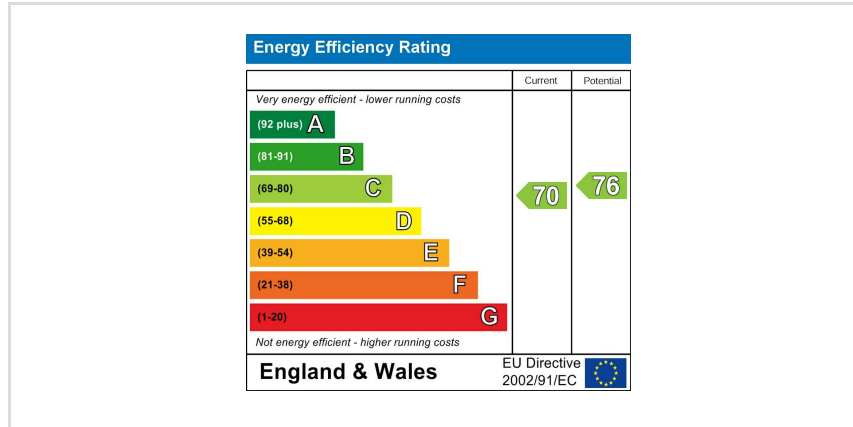 Energy Efficiency Rating
Current Potential
Very energy efficient - lower running costs
(92 plus) A
(81-91) B
(69-80) C
70 76
(55-68) D
(39-54) E
(21-38) F
(1-20) G
Not energy efficient - higher running costs
England & Wales
EU Directive
2002/91/EC